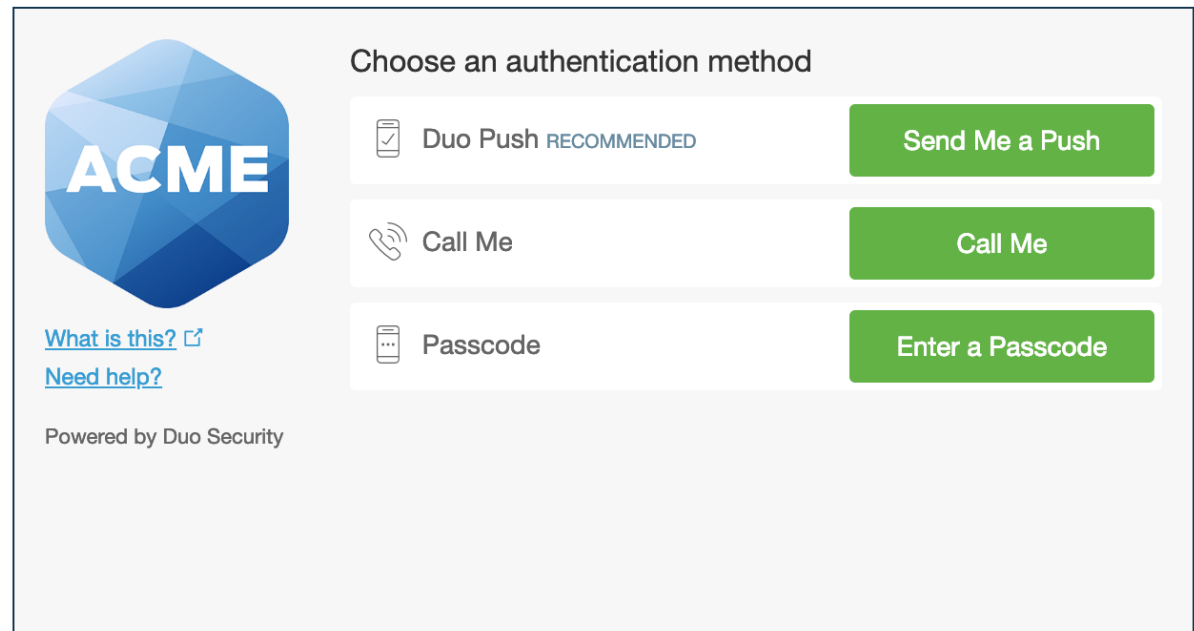 ACME
What is this?
Need help?
Powered by Duo Security
Choose an authentication method
Duo Push RECOMMENDED
Send Me a Push
Call Me
Call Me
Passcode
Enter a Passcode